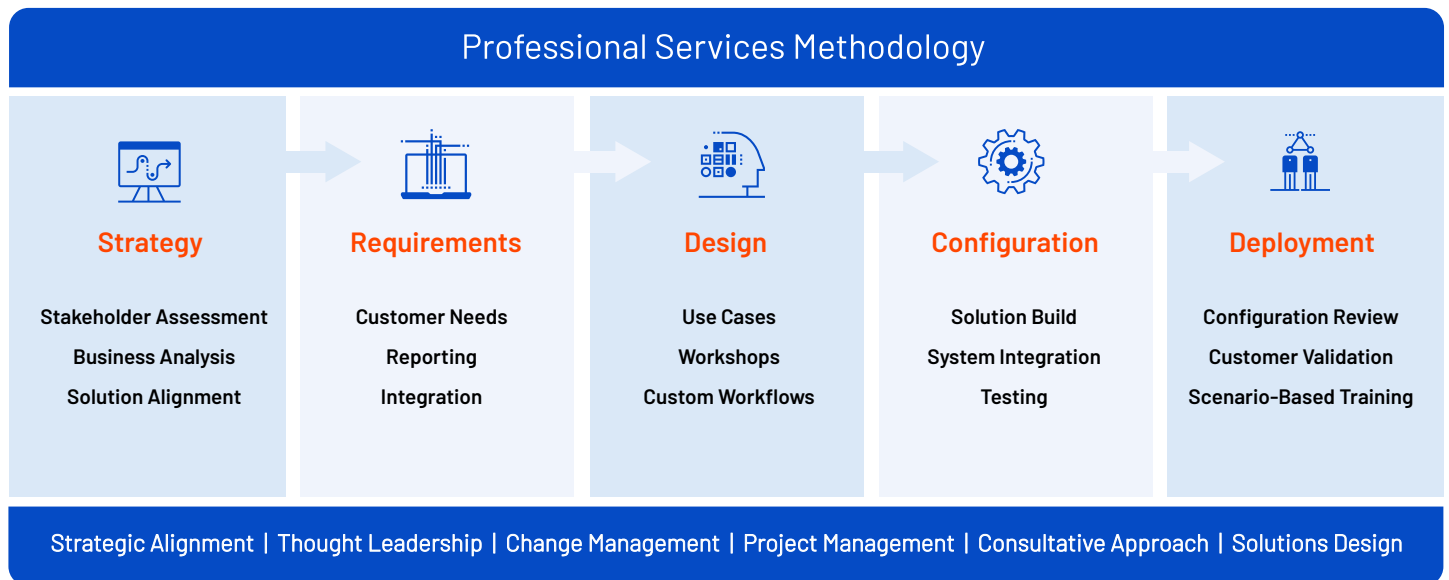 Professional Services Methodology
Strategy
Stakeholder Assessment
Business Analysis
Solution Alignment
Requirements
Customer Needs
Reporting
Integration
Design
Use Cases
Workshops
Custom Workflows
Configuration
Solution Build
System Integration
Testing
Deployment
Configuration Review
Customer Validation
Scenario-Based Training
Strategic Alignment | Thought Leadership | Change Management | Project Management | Consultative Approach | Solutions Design